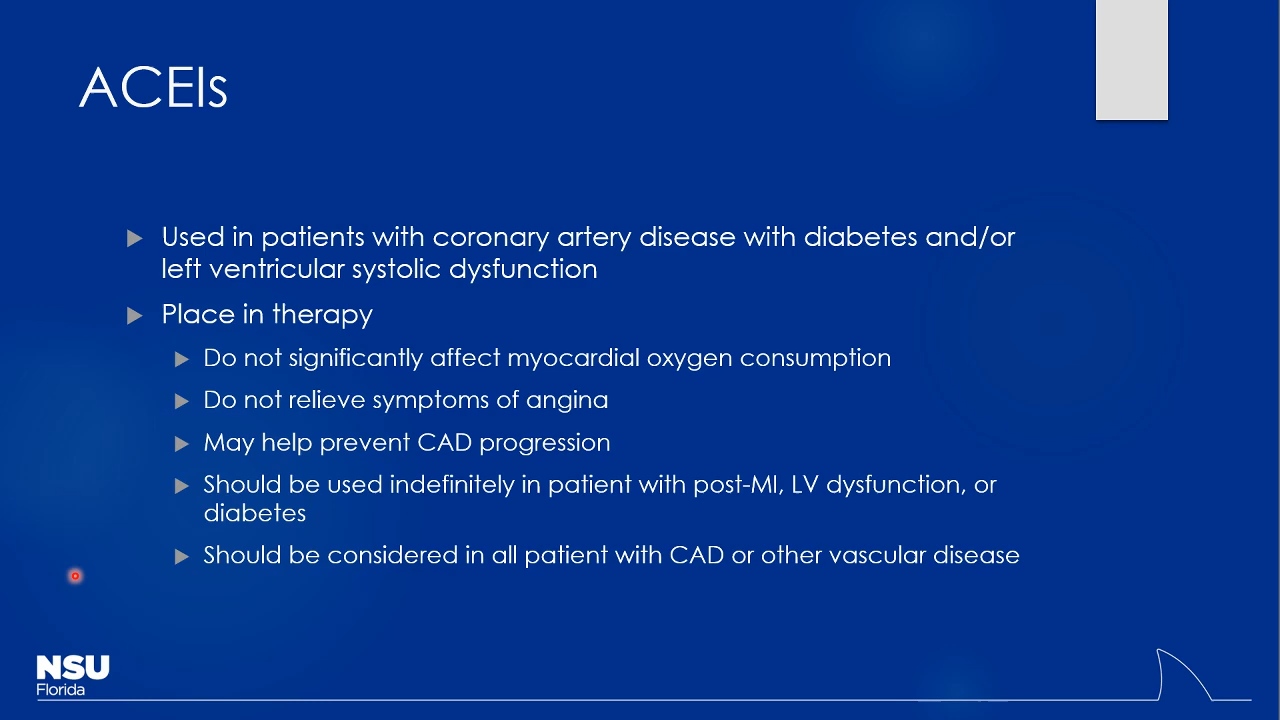 ACEIs
Used in patients with coronary artery disease with diabetes and/or
left ventricular systolic dysfunction
Place in therapy
Do not significantly affect myocardial oxygen consumption
Do not relieve symptoms of angina
May help prevent CAD progression
Should be used indefinitely in patient with post-MI, LV dysfunction, or
diabetes
Should be considered in all patient with CAD or other vascular disease
NSU
Florida